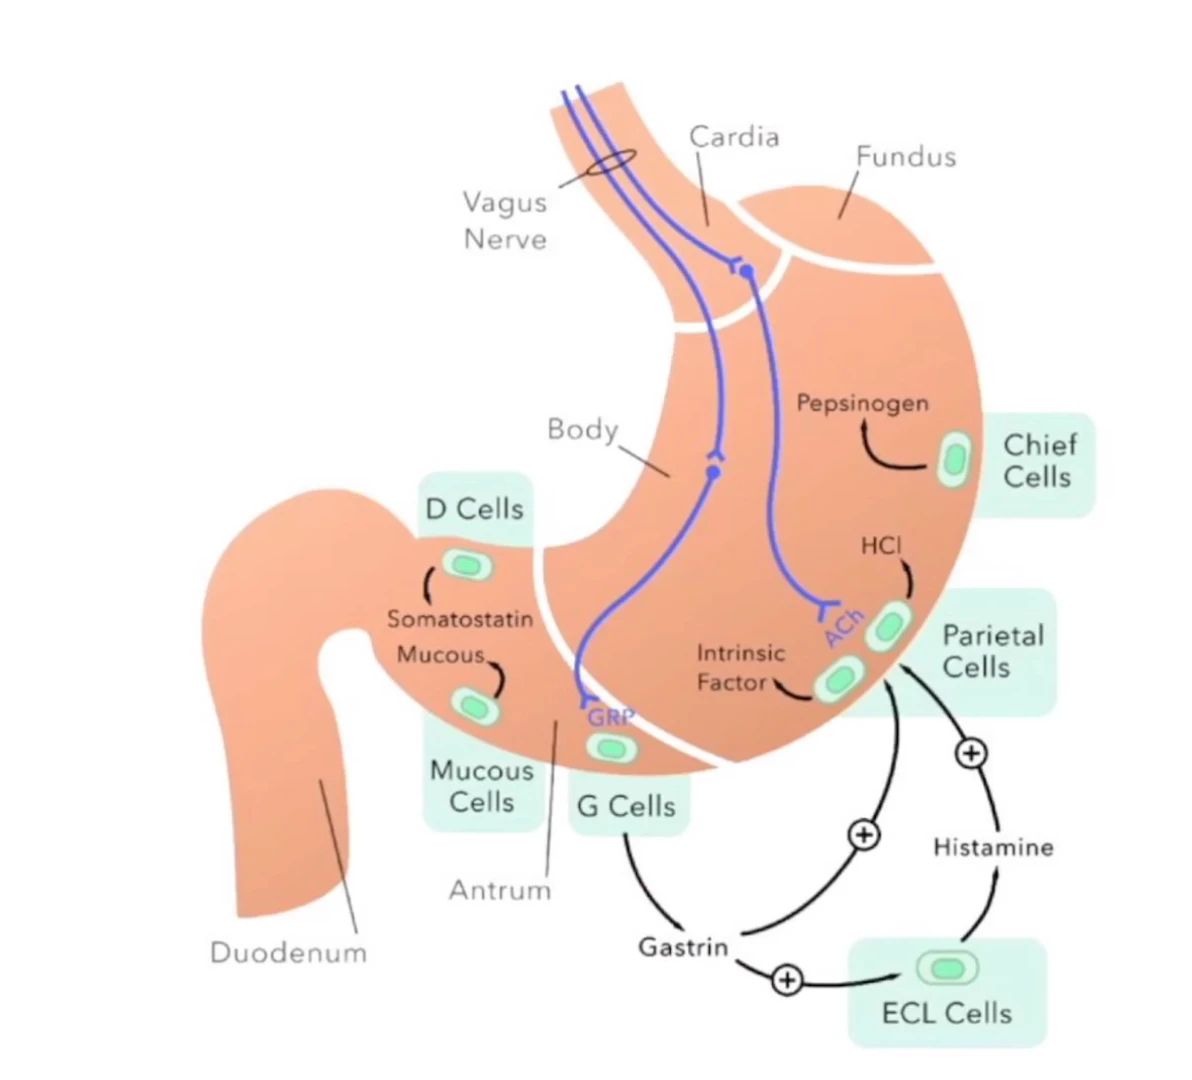 Cardia
Fundus
Vagus
Nerve
Pepsinogen
Body
Chief
Cells
D Cells
HCl
Somatostatin
ACh
Parietal
Cells
Mucous
Intrinsic
Factor
GRP
Mucous
Cells
G Cells
Histamine
Antrum
Gastrin
Duodenum
ECL Cells
+
+
+